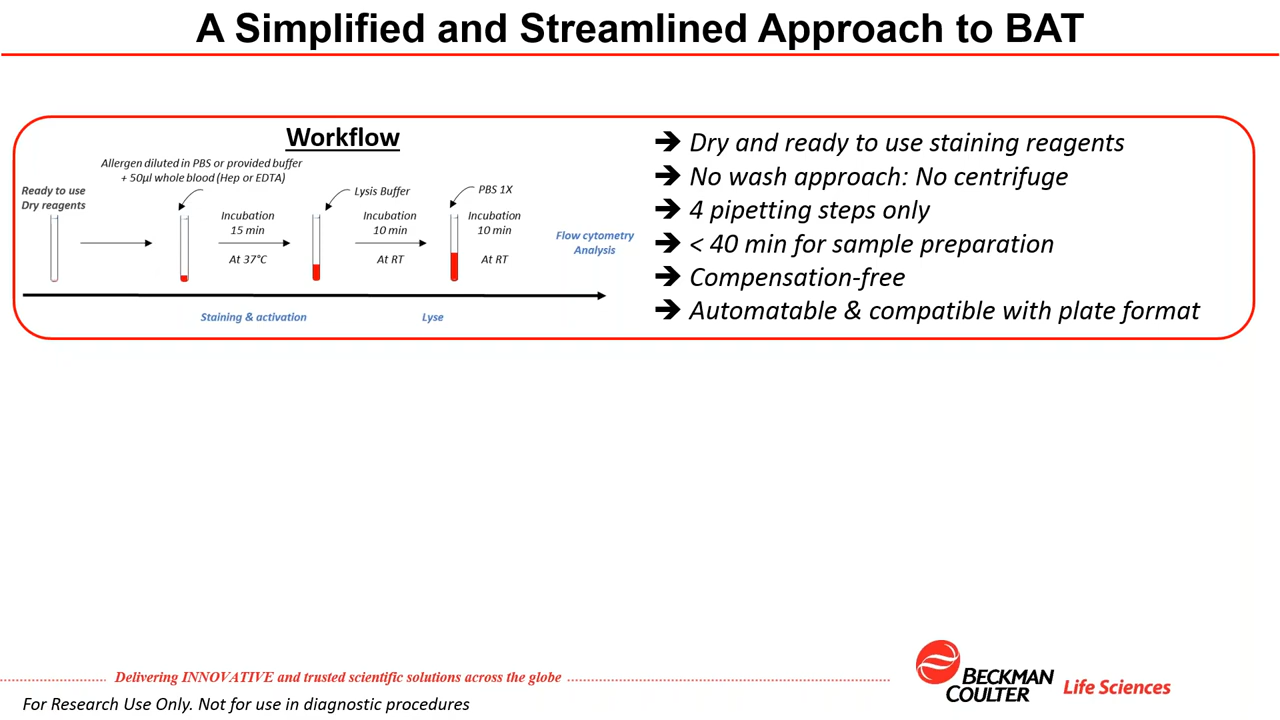 A Simplified and Streamlined Approach to BAT
Workflow
Allergen diluted in PBS or provided buffer
+ 50µl whole blood (Hep or EDTA)
Ready to use
Dry reagents
Lysis Buffer
PBS 1X
Incubation
15 min
At 37°C
Incubation
10 min
At RT
Incubation
10 min
At RT
Flow cytometry
Analysis
Staining & activation
Lyse
➔ Dry and ready to use staining reagents
➔ No wash approach: No centrifuge
➔ 4 pipetting steps only
➔ < 40 min for sample preparation
➔ Compensation-free
➔ Automatable & compatible with plate format
Delivering INNOVATIVE and trusted scientific solutions across the globe
BECKMAN
COULTER
Life Sciences
For Research Use Only. Not for use in diagnostic procedures